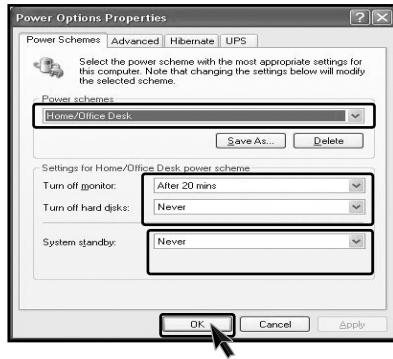 Power Options Properties
Power Schemes Advanced Hibernate UPS
Select the power scheme with the most appropriate settings for
this computer. Note that changing the settings below will modify
the selected scheme.
Power schemes
Home/Office Desk
Save As... Delete
Settings for Home/Office Desk power scheme
Turn off monitor: After 20 mins
Turn off hard disks: Never
System standby: Never
OK Cancel Apply